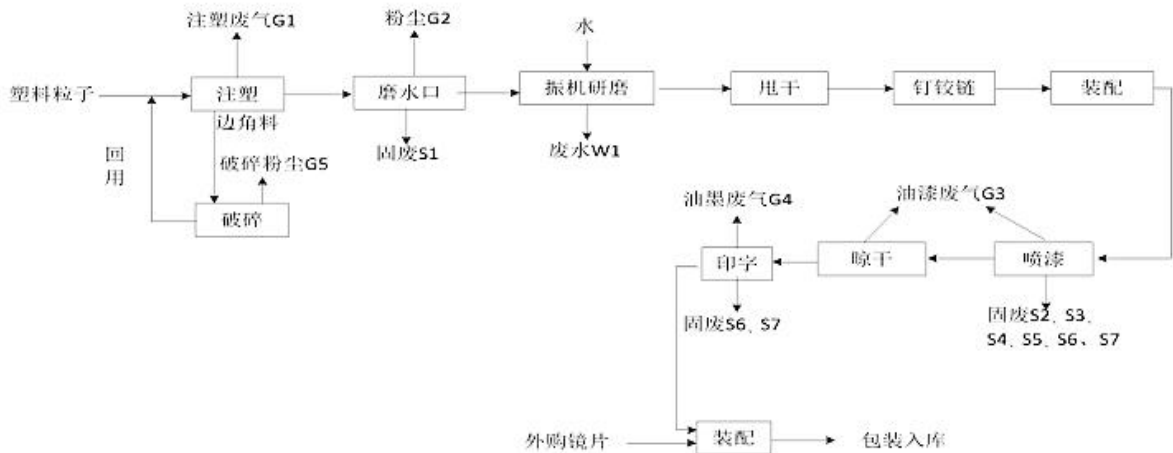 注塑废气G1
粉尘G2
水
塑料粒子
注塑
磨水口
振机研磨
甩干
钉铰链
装配
边角料
固废S1
废水W1
回用
破碎粉尘G5
破碎
油墨废气G4
油漆废气G3
印字
晾干
喷漆
固废S6、S7
固废S2、S3、
S4、S5、S6、S7
外购镜片
装配
包装入库